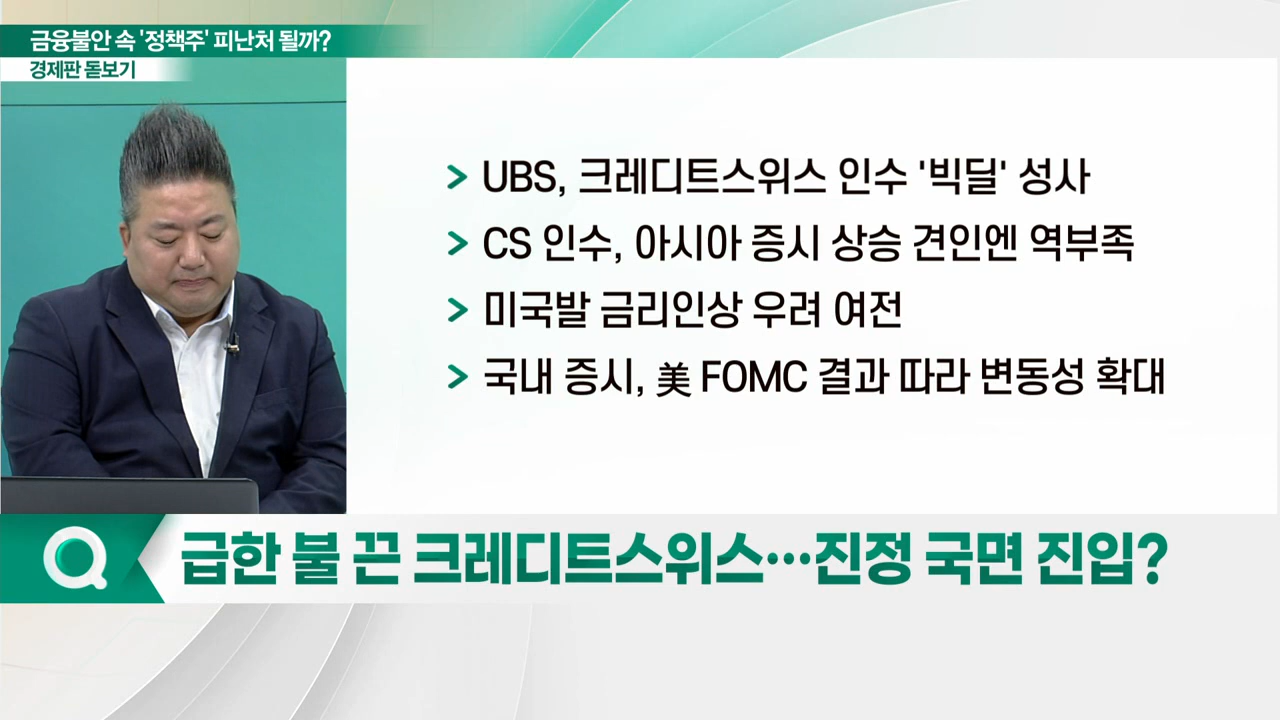 금융불안 속 '정책주' 피난처 될까?
경제판 돋보기
> UBS, 크레디트스위스 인수 '빅딜' 성사
> CS 인수, 아시아 증시 상승 견인엔 역부족
> 미국발 금리인상 우려 여전
> 국내 증시, 美 FOMC 결과 따라 변동성 확대
Q 급한 불 끈 크레디트스위스…진정 국면 진입?